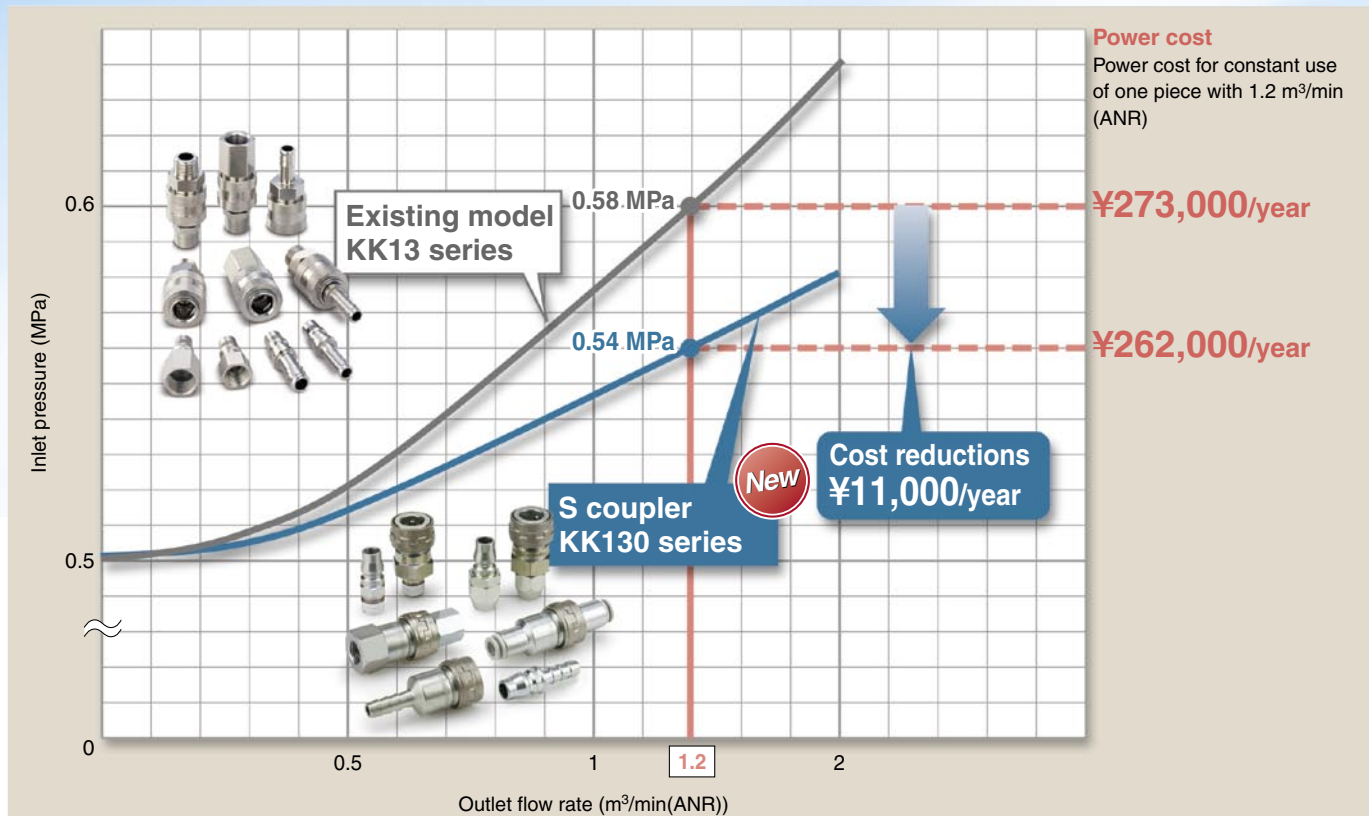 Power cost
Power cost for constant use
of one piece with 1.2 m³/min
(ANR)
0.6
0.58 MPa
¥273,000/year
Existing model
KK13 series
Inlet pressure (MPa)
0.54 MPa
¥262,000/year
New
Cost reductions
¥11,000/year
S coupler
KK130 series
0.5
0
0.5
1
1.2
2
Outlet flow rate (m³/min(ANR))